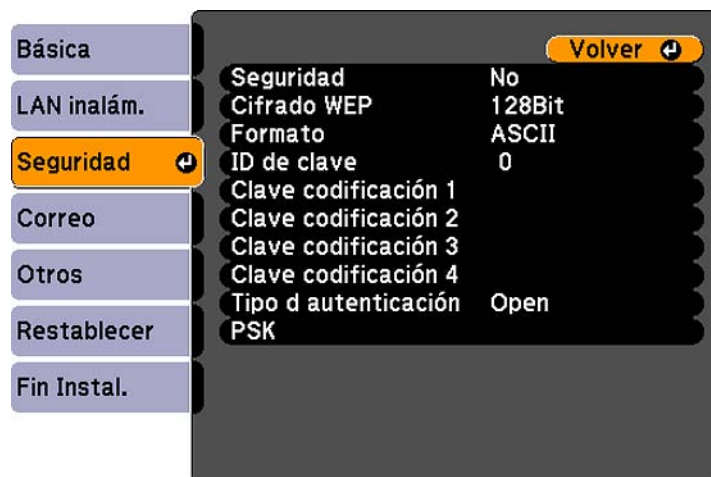 Básica
LAN inalám.
Seguridad
Correo
Otros
Restablecer
Fin Instal.
Volver
Seguridad No
Cifrado WEP 128Bit
Formato ASCII
ID de clave 0
Clave codificación 1
Clave codificación 2
Clave codificación 3
Clave codificación 4
Tipo d autenticación Open
PSK